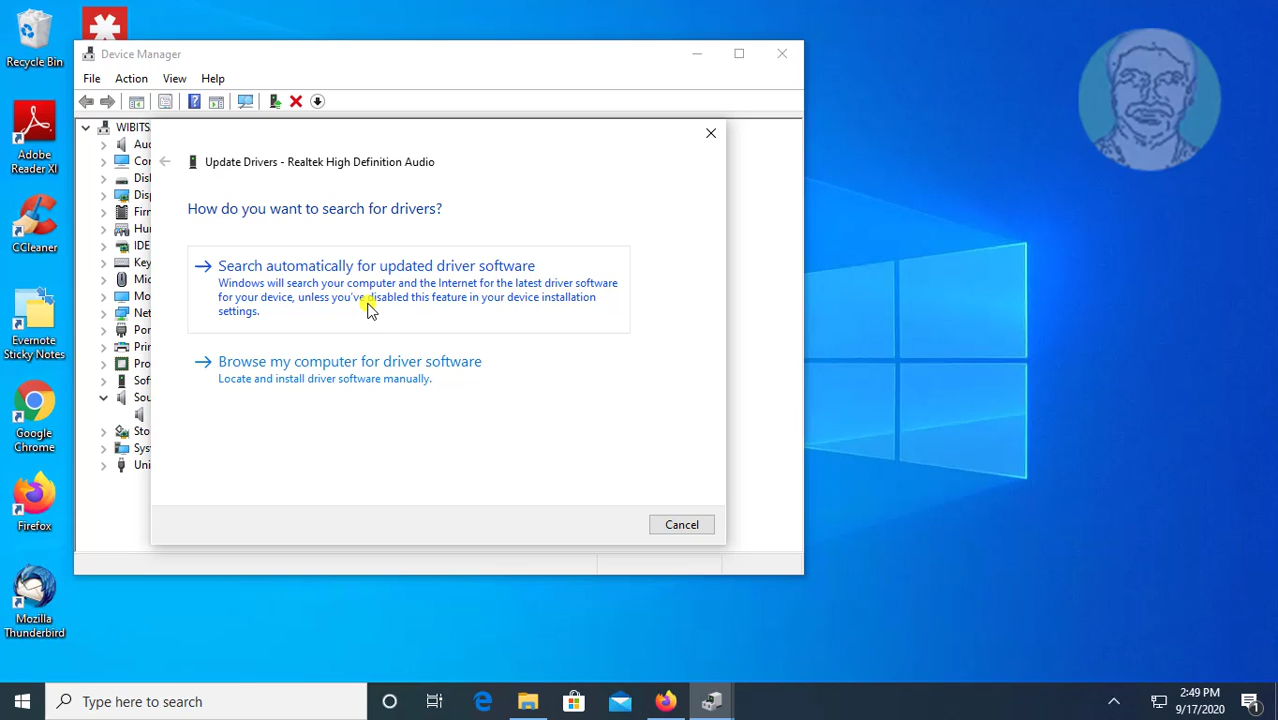 Recycle Bin
Adobe
Reader XI
CCleaner
Evernote
Sticky Notes
Google
Chrome
Firefox
Mozilla
Thunderbird
Device Manager
File Action View Help
WIBITS
Update Drivers - Realtek High Definition Audio
How do you want to search for drivers?
Search automatically for updated driver software
Windows will search your computer and the Internet for the latest driver software
for your device, unless you've disabled this feature in your device installation
settings.
Browse my computer for driver software
Locate and install driver software manually.
Cancel
Type here to search
2:49 PM
9/17/2020
1